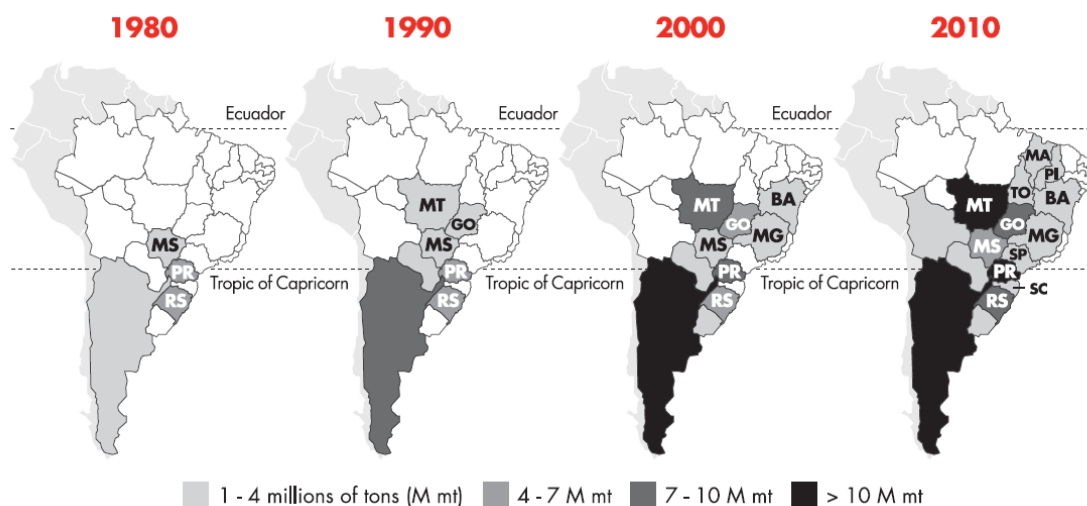 1980 1990 2000 2010
Ecuador Ecuador Ecuador
MA
PI
MT TO BA
MT BA
GO GO GO
MS MS MS MG MS MG
SP
PR PR PR PR
Tropic of Capricorn Tropic of Capricorn Tropic of Capricorn
SC
RS RS RS RS
1 - 4 millions of tons (M mt) 4 - 7 M mt 7 - 10 M mt > 10 M mt